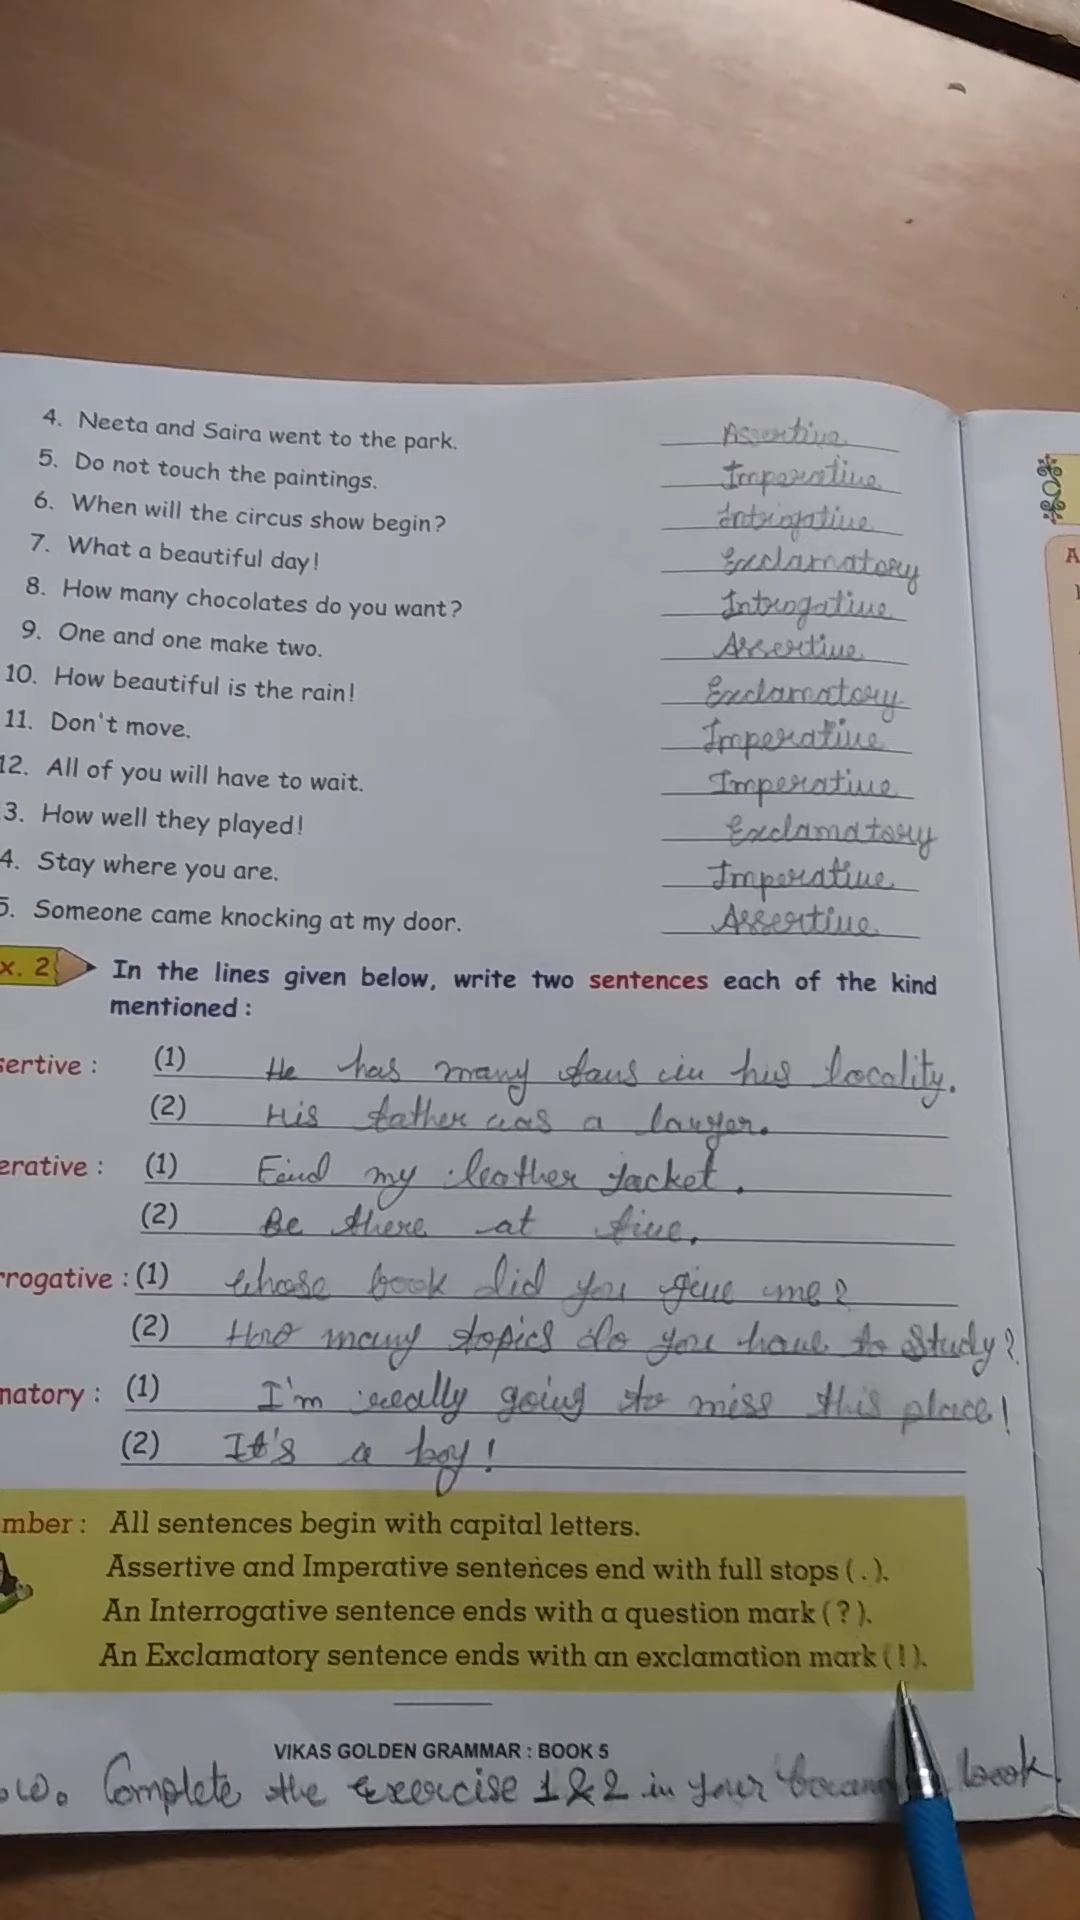 4. Neeta and Saira went to the park. Assertive
5. Do not touch the paintings. Imperative
6. When will the circus show begin? Introgative
7. What a beautiful day! Exclamatory
8. How many chocolates do you want? Introgative
9. One and one make two. Assertive
10. How beautiful is the rain! Exclamatory
11. Don't move. Imperative
12. All of you will have to wait. Imperative
3. How well they played! Exclamatory
4. Stay where you are. Imperative
5. Someone came knocking at my door. Assertive
x. 2 In the lines given below, write two sentences each of the kind
mentioned :
sertive : (1) He has many fans in his locality.
(2) His father was a lawyer.
erative : (1) Find my leather jacket.
(2) Be there at five.
rrogative : (1) Whose book did you give me?
(2) How many topics do you have to study?
matory : (1) I'm really going to miss this place!
(2) It's a boy!
mber : All sentences begin with capital letters.
Assertive and Imperative sentences end with full stops (.).
An Interrogative sentence ends with a question mark (?).
An Exclamatory sentence ends with an exclamation mark (!).
VIKAS GOLDEN GRAMMAR : BOOK 5
.w. Complete the exercise 1 & 2 in your book.